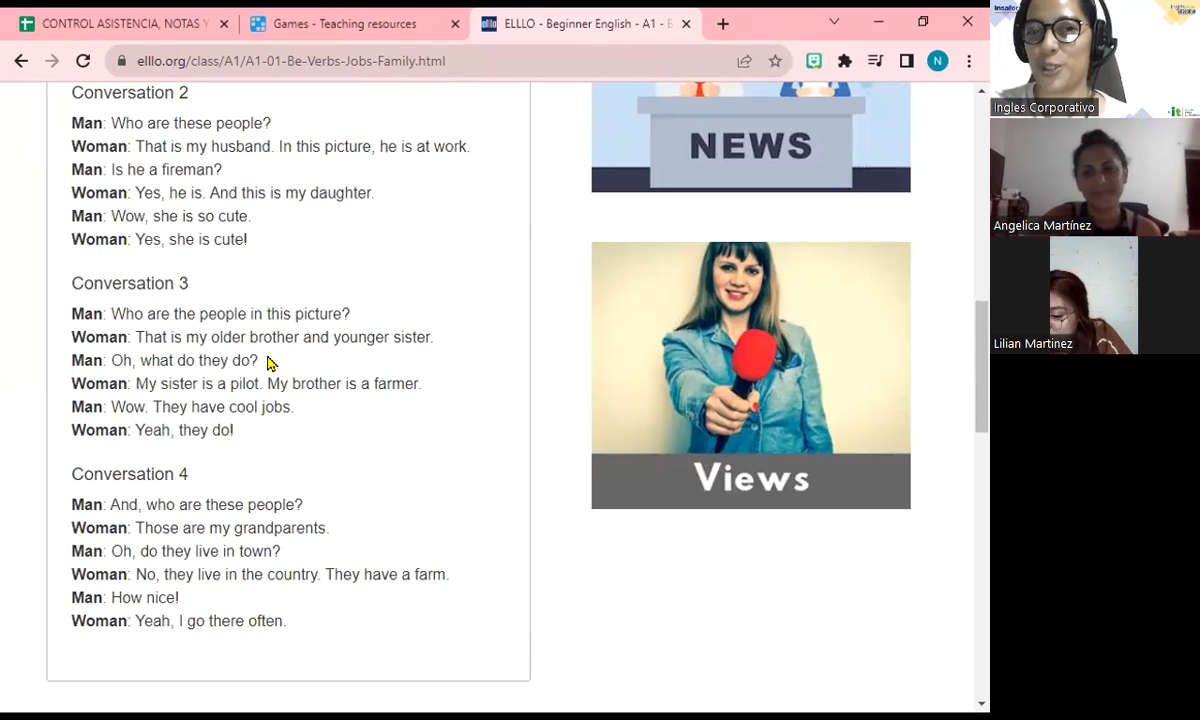 CONTROL ASISTENCIA, NOTAS Y
Games - Teaching resources
ELLLO - Beginner English - A1 - B
elllo.org/class/A1/A1-01-Be-Verbs-Jobs-Family.html
N
Conversation 2
Man: Who are these people?
Woman: That is my husband. In this picture, he is at work.
Man: Is he a fireman?
Woman: Yes, he is. And this is my daughter.
Man: Wow, she is so cute.
Woman: Yes, she is cute!
Conversation 3
Man: Who are the people in this picture?
Woman: That is my older brother and younger sister.
Man: Oh, what do they do?
Woman: My sister is a pilot. My brother is a farmer.
Man: Wow. They have cool jobs.
Woman: Yeah, they do!
Conversation 4
Man: And, who are these people?
Woman: Those are my grandparents.
Man: Oh, do they live in town?
Woman: No, they live in the country. They have a farm.
Man: How nice!
Woman: Yeah, I go there often.
NEWS
Views
Insafor
Ingles Corporativo
Angelica Martínez
Lilian Martinez